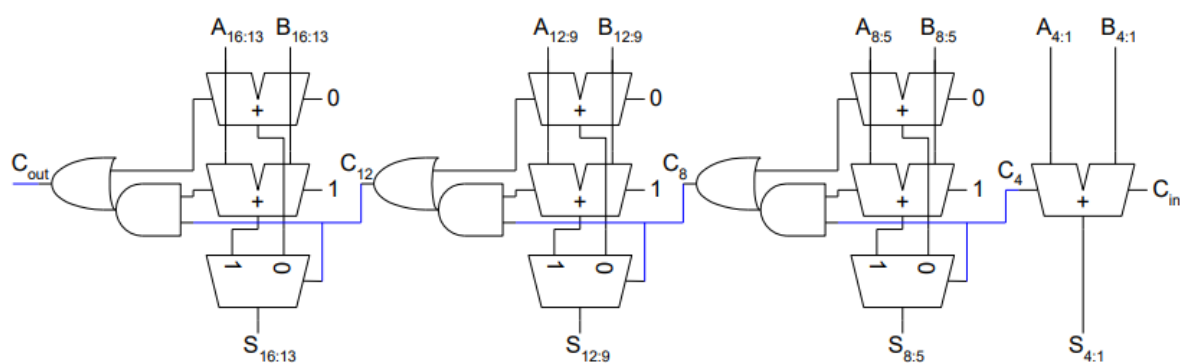 A16:13 B16:13 A12:9 B12:9 A8:5 B8:5 A4:1 B4:1
0 0 0
+ + +
Cout C12 C8 C4 Cin
1 1 1
+ + + +
1 0 1 0 1 0
S16:13 S12:9 S8:5 S4:1